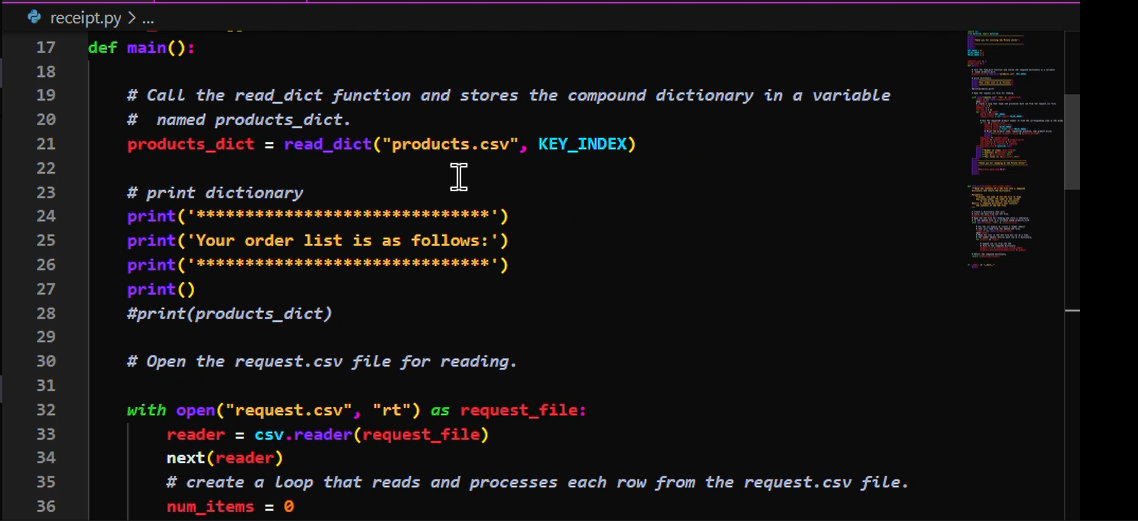 receipt.py > ...
17 def main():
18
19     # Call the read_dict function and stores the compound dictionary in a variable
20     #  named products_dict.
21     products_dict = read_dict("products.csv", KEY_INDEX)
22
23     # print dictionary
24     print('******************************')
25     print('Your order list is as follows:')
26     print('******************************')
27     print()
28     #print(products_dict)
29
30     # Open the request.csv file for reading.
31
32     with open("request.csv", "rt") as request_file:
33         reader = csv.reader(request_file)
34         next(reader)
35         # create a loop that reads and processes each row from the request.csv file.
36         num_items = 0